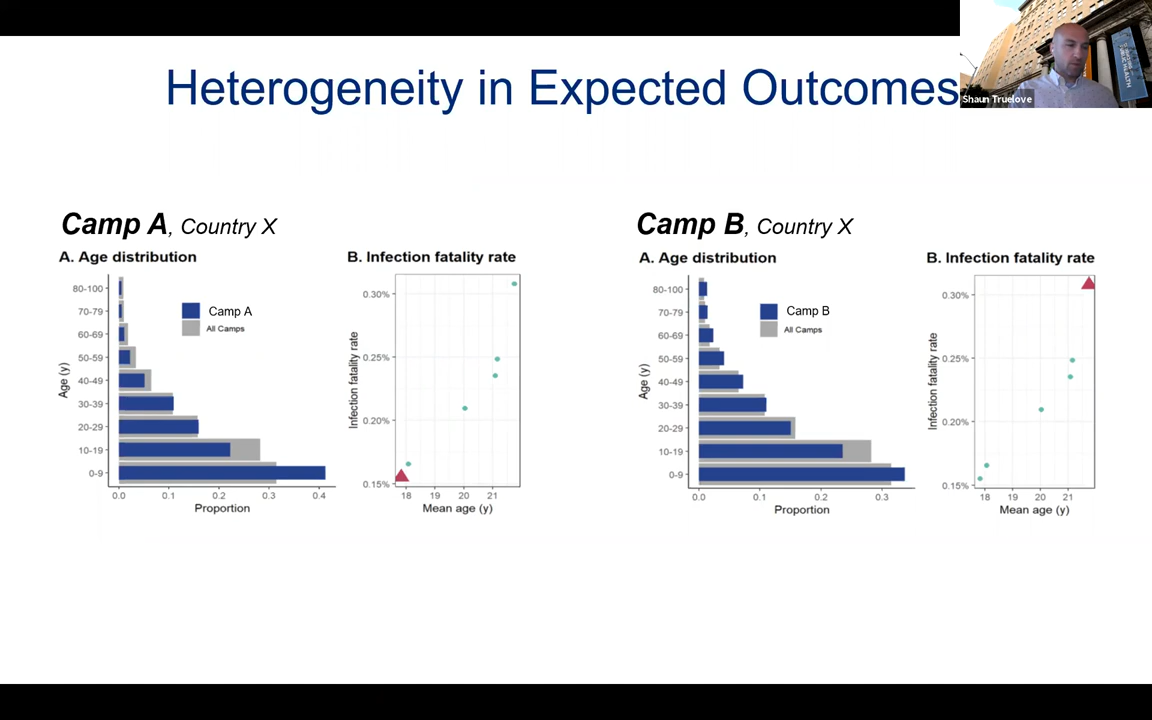 Heterogeneity in Expected Outcomes
Shaun Truelove
Camp A, Country X
A. Age distribution
80-100
70-79
60-69
50-59
40-49
30-39
20-29
10-19
0-9
Age (y)
Camp A
All Camps
0.0 0.1 0.2 0.3 0.4
Proportion
B. Infection fatality rate
0.30%
0.25%
0.20%
0.15%
Infection fatality rate
18 19 20 21
Mean age (y)
Camp B, Country X
A. Age distribution
80-100
70-79
60-69
50-59
40-49
30-39
20-29
10-19
0-9
Age (y)
Camp B
All Camps
0.0 0.1 0.2 0.3
Proportion
B. Infection fatality rate
0.30%
0.25%
0.20%
0.15%
Infection fatality rate
18 19 20 21
Mean age (y)